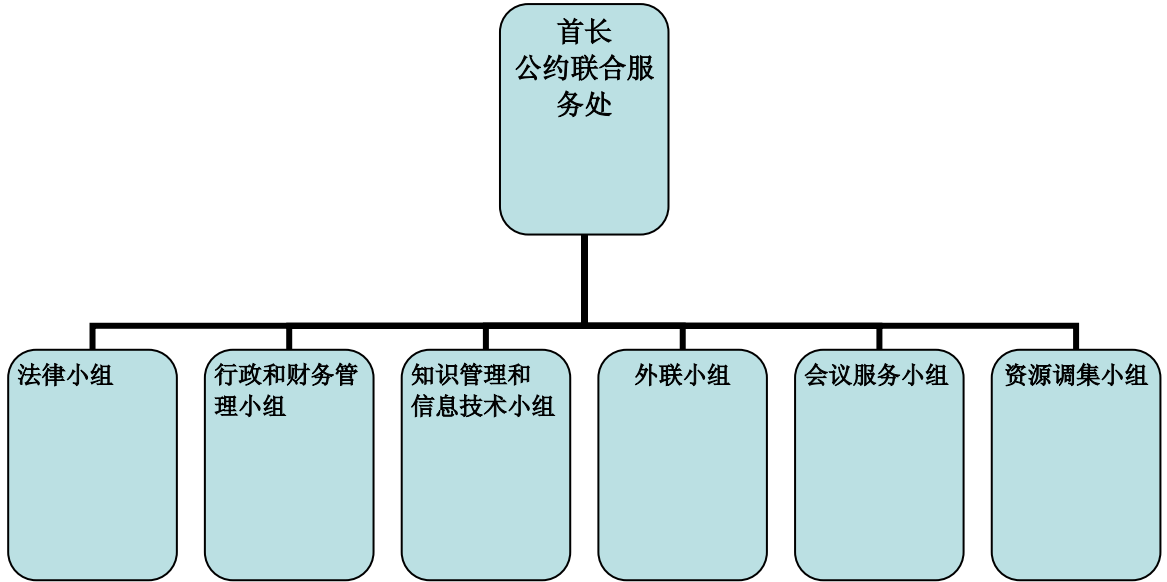 首长
公约联合服
务处
法律小组
行政和财务管
理小组
知识管理和
信息技术小组
外联小组
会议服务小组
资源调集小组